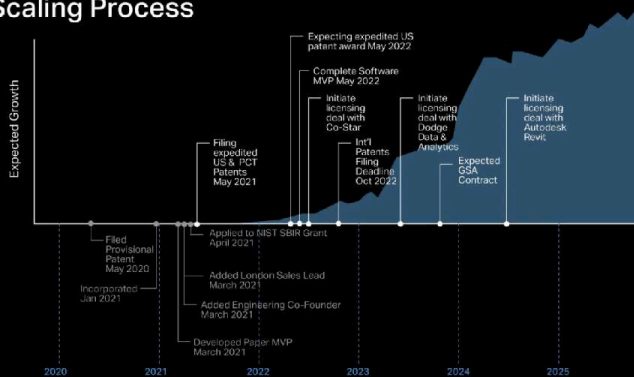 Scaling Process
Expected Growth
Expecting expedited US
patent award May 2022
Complete Software
MVP May 2022
Initiate
licensing
deal with
Co-Star
Initiate
licensing
deal with
Dodge
Data &
Analytics
Initiate
licensing
deal with
Autodesk
Revit
Filing
expedited
US & PCT
Patents
May 2021
Int'l
Patents
Filing
Deadline
Oct 2022
Expected
GSA
Contract
Filed
Provisional
Patent
May 2020
Applied to NIST SBIR Grant
April 2021
Incorporated
Jan 2021
Added London Sales Lead
March 2021
Added Engineering Co-Founder
March 2021
Developed Paper MVP
March 2021
2020
2021
2022
2023
2024
2025